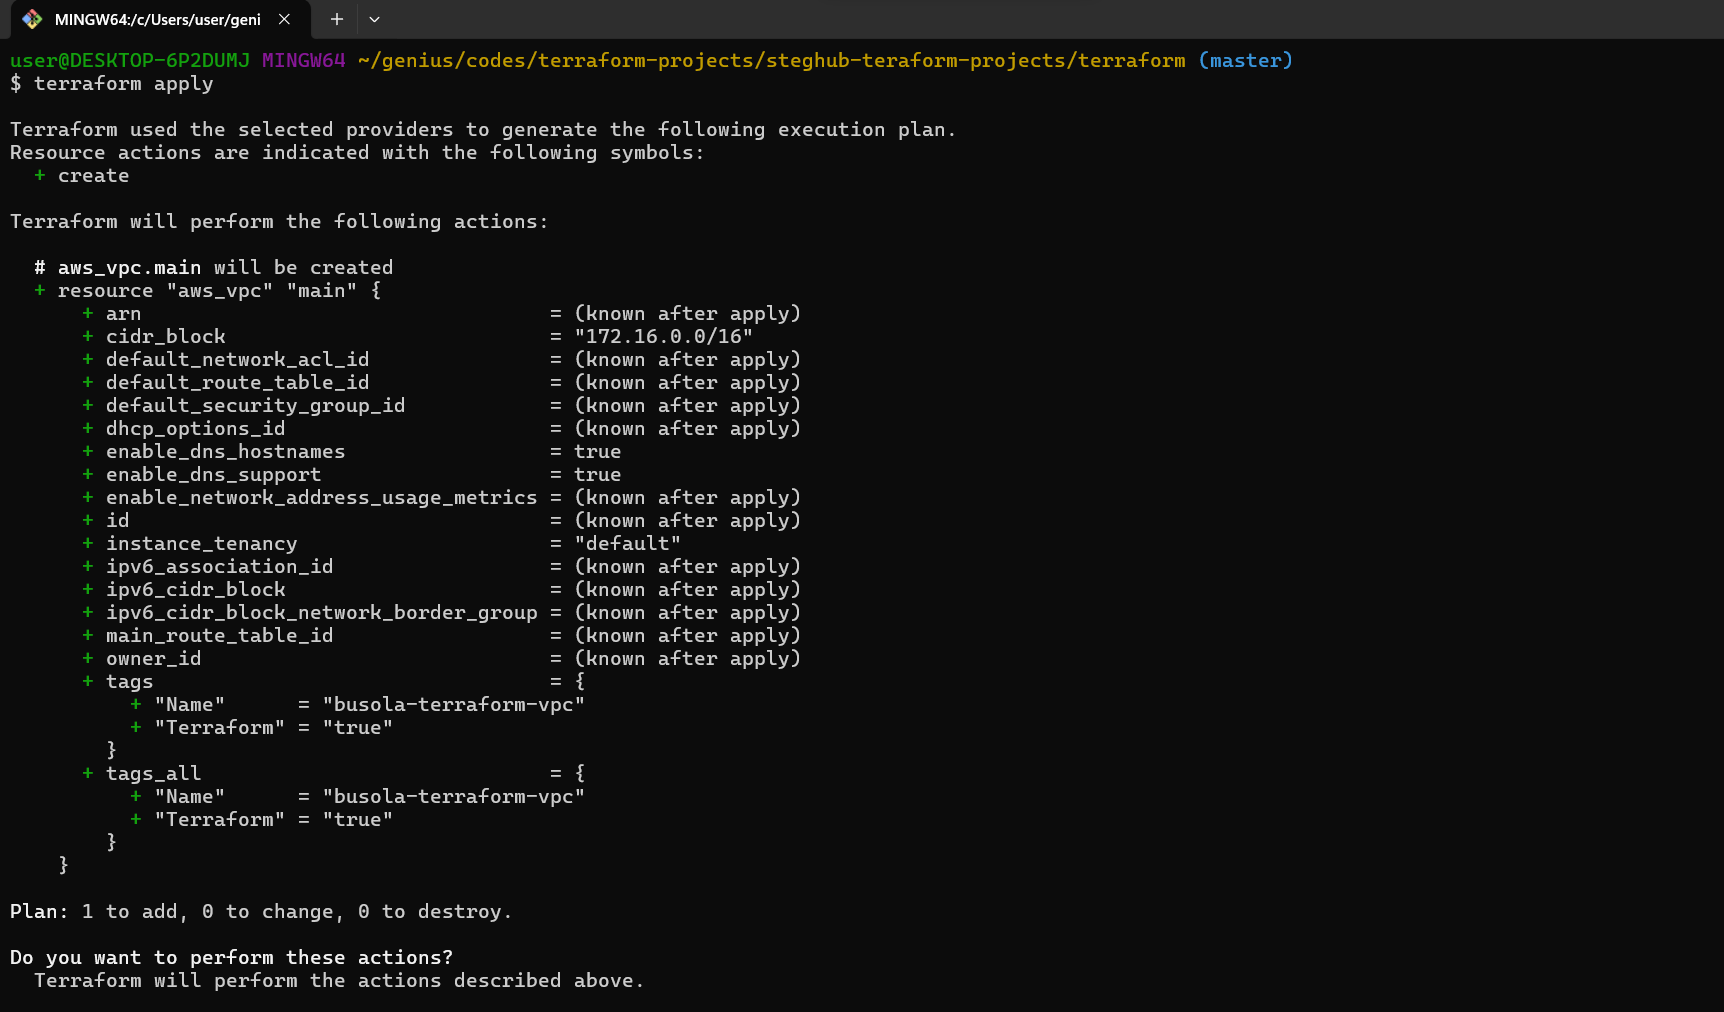 MINGW64:/c/Users/user/geni
user@DESKTOP-6P2DUMJ MINGW64 ~/genius/codes/terraform-projects/steghub-teraform-projects/terraform (master)
$ terraform apply
Terraform used the selected providers to generate the following execution plan.
Resource actions are indicated with the following symbols:
  + create
Terraform will perform the following actions:
  # aws_vpc.main will be created
  + resource "aws_vpc" "main" {
      + arn                                  = (known after apply)
      + cidr_block                           = "172.16.0.0/16"
      + default_network_acl_id               = (known after apply)
      + default_route_table_id               = (known after apply)
      + default_security_group_id            = (known after apply)
      + dhcp_options_id                      = (known after apply)
      + enable_dns_hostnames                 = true
      + enable_dns_support                   = true
      + enable_network_address_usage_metrics = (known after apply)
      + id                                   = (known after apply)
      + instance_tenancy                     = "default"
      + ipv6_association_id                  = (known after apply)
      + ipv6_cidr_block                      = (known after apply)
      + ipv6_cidr_block_network_border_group = (known after apply)
      + main_route_table_id                  = (known after apply)
      + owner_id                             = (known after apply)
      + tags                                 = {
          + "Name"      = "busola-terraform-vpc"
          + "Terraform" = "true"
        }
      + tags_all                             = {
          + "Name"      = "busola-terraform-vpc"
          + "Terraform" = "true"
        }
    }
Plan: 1 to add, 0 to change, 0 to destroy.
Do you want to perform these actions?
  Terraform will perform the actions described above.